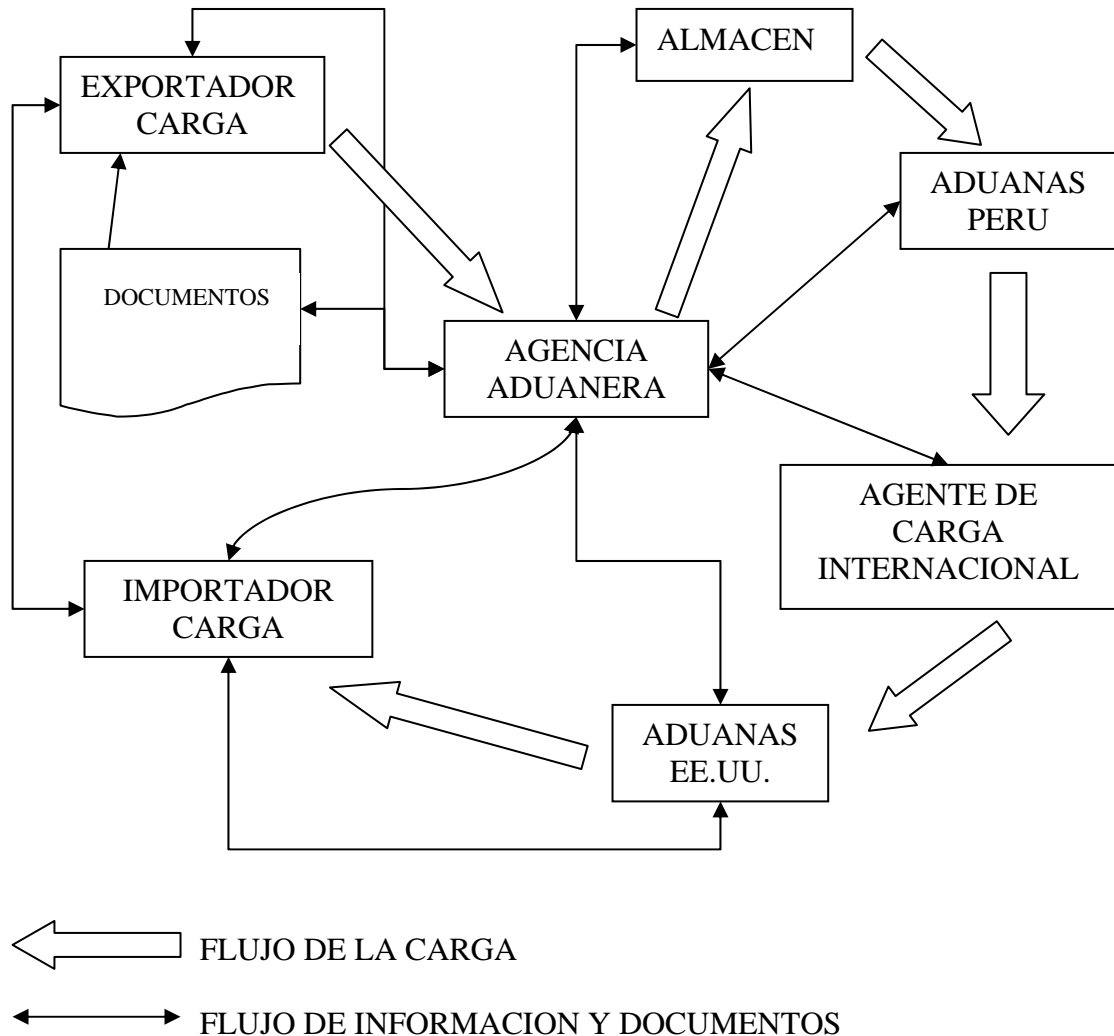 ALMACEN
EXPORTADOR
CARGA
ADUANAS
PERU
DOCUMENTOS
AGENCIA
ADUANERA
AGENTE DE
CARGA
INTERNACIONAL
IMPORTADOR
CARGA
ADUANAS
EE.UU.
FLUJO DE LA CARGA
FLUJO DE INFORMACION Y DOCUMENTOS